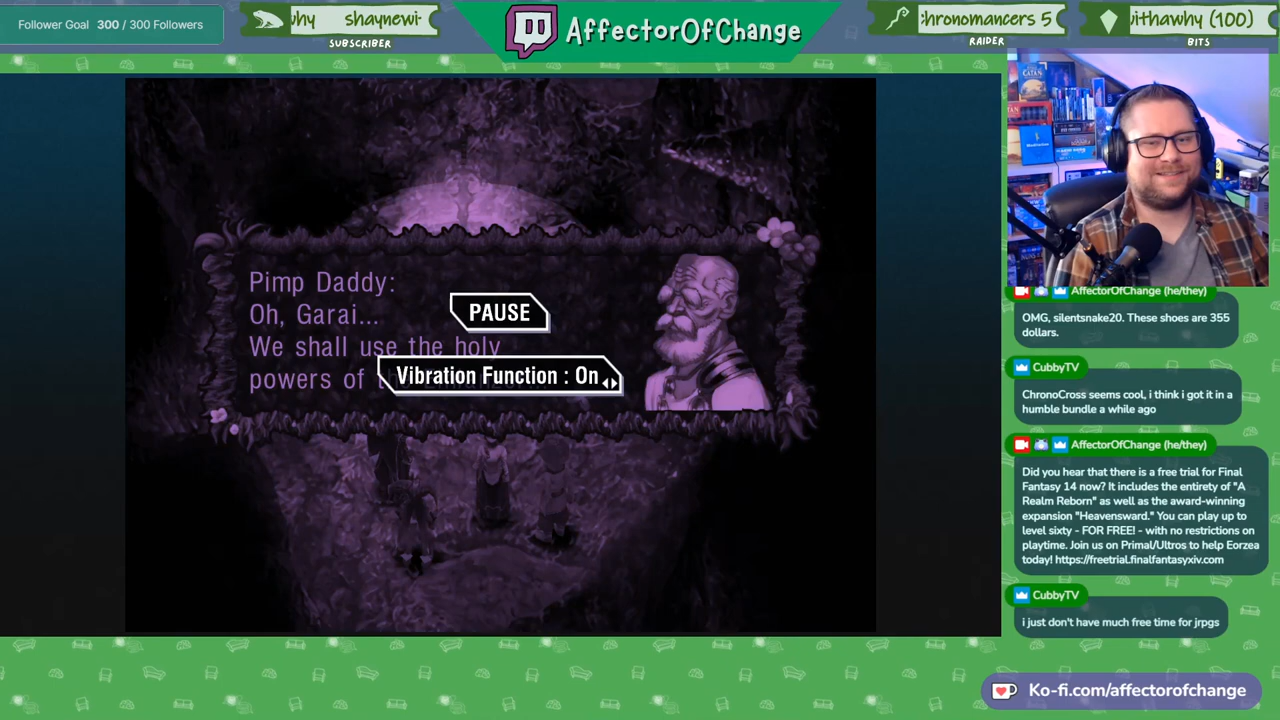 Follower Goal 300 / 300 Followers
why shaynewi-
SUBSCRIBER
AffectorOfChange
:hronomancers 5
RAIDER
vithawhy (100)
BITS
CATAN
Pimp Daddy:
Oh, Garai...
We shall use the holy
powers of
PAUSE
Vibration Function : On
AffectorOfChange (he/they)
OMG, silentsnake20. These shoes are 355
dollars.
CubbyTV
ChronoCross seems cool, i think i got it in a
humble bundle a while ago
AffectorOfChange (he/they)
Did you hear that there is a free trial for Final
Fantasy 14 now? It includes the entirety of "A
Realm Reborn" as well as the award-winning
expansion "Heavensward." You can play up to
level sixty - FOR FREE! - with no restrictions on
playtime. Join us on Primal/Ultros to help Eorzea
today! https://freetrial.finalfantasyxiv.com
CubbyTV
i just don't have much free time for jrpgs
Ko-fi.com/affectorofchange